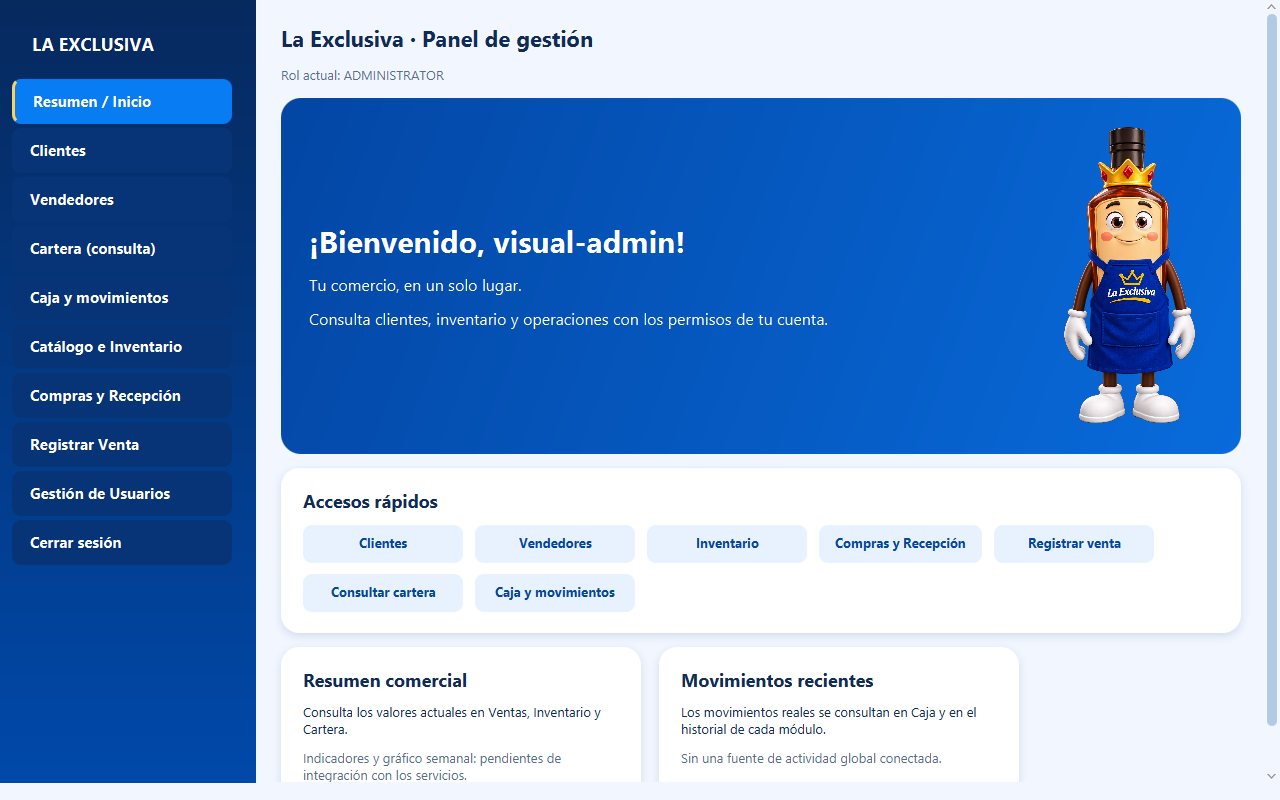 LA EXCLUSIVA
Resumen / Inicio
Clientes
Vendedores
Cartera (consulta)
Caja y movimientos
Catálogo e Inventario
Compras y Recepción
Registrar Venta
Gestión de Usuarios
Cerrar sesión
La Exclusiva · Panel de gestión
Rol actual: ADMINISTRATOR
¡Bienvenido, visual-admin!
Tu comercio, en un solo lugar.
Consulta clientes, inventario y operaciones con los permisos de tu cuenta.
La Exclusiva
Accesos rápidos
Clientes
Vendedores
Inventario
Compras y Recepción
Registrar venta
Consultar cartera
Caja y movimientos
Resumen comercial
Consulta los valores actuales en Ventas, Inventario y
Cartera.
Indicadores y gráfico semanal: pendientes de
integración con los servicios.
Movimientos recientes
Los movimientos reales se consultan en Caja y en el
historial de cada módulo.
Sin una fuente de actividad global conectada.